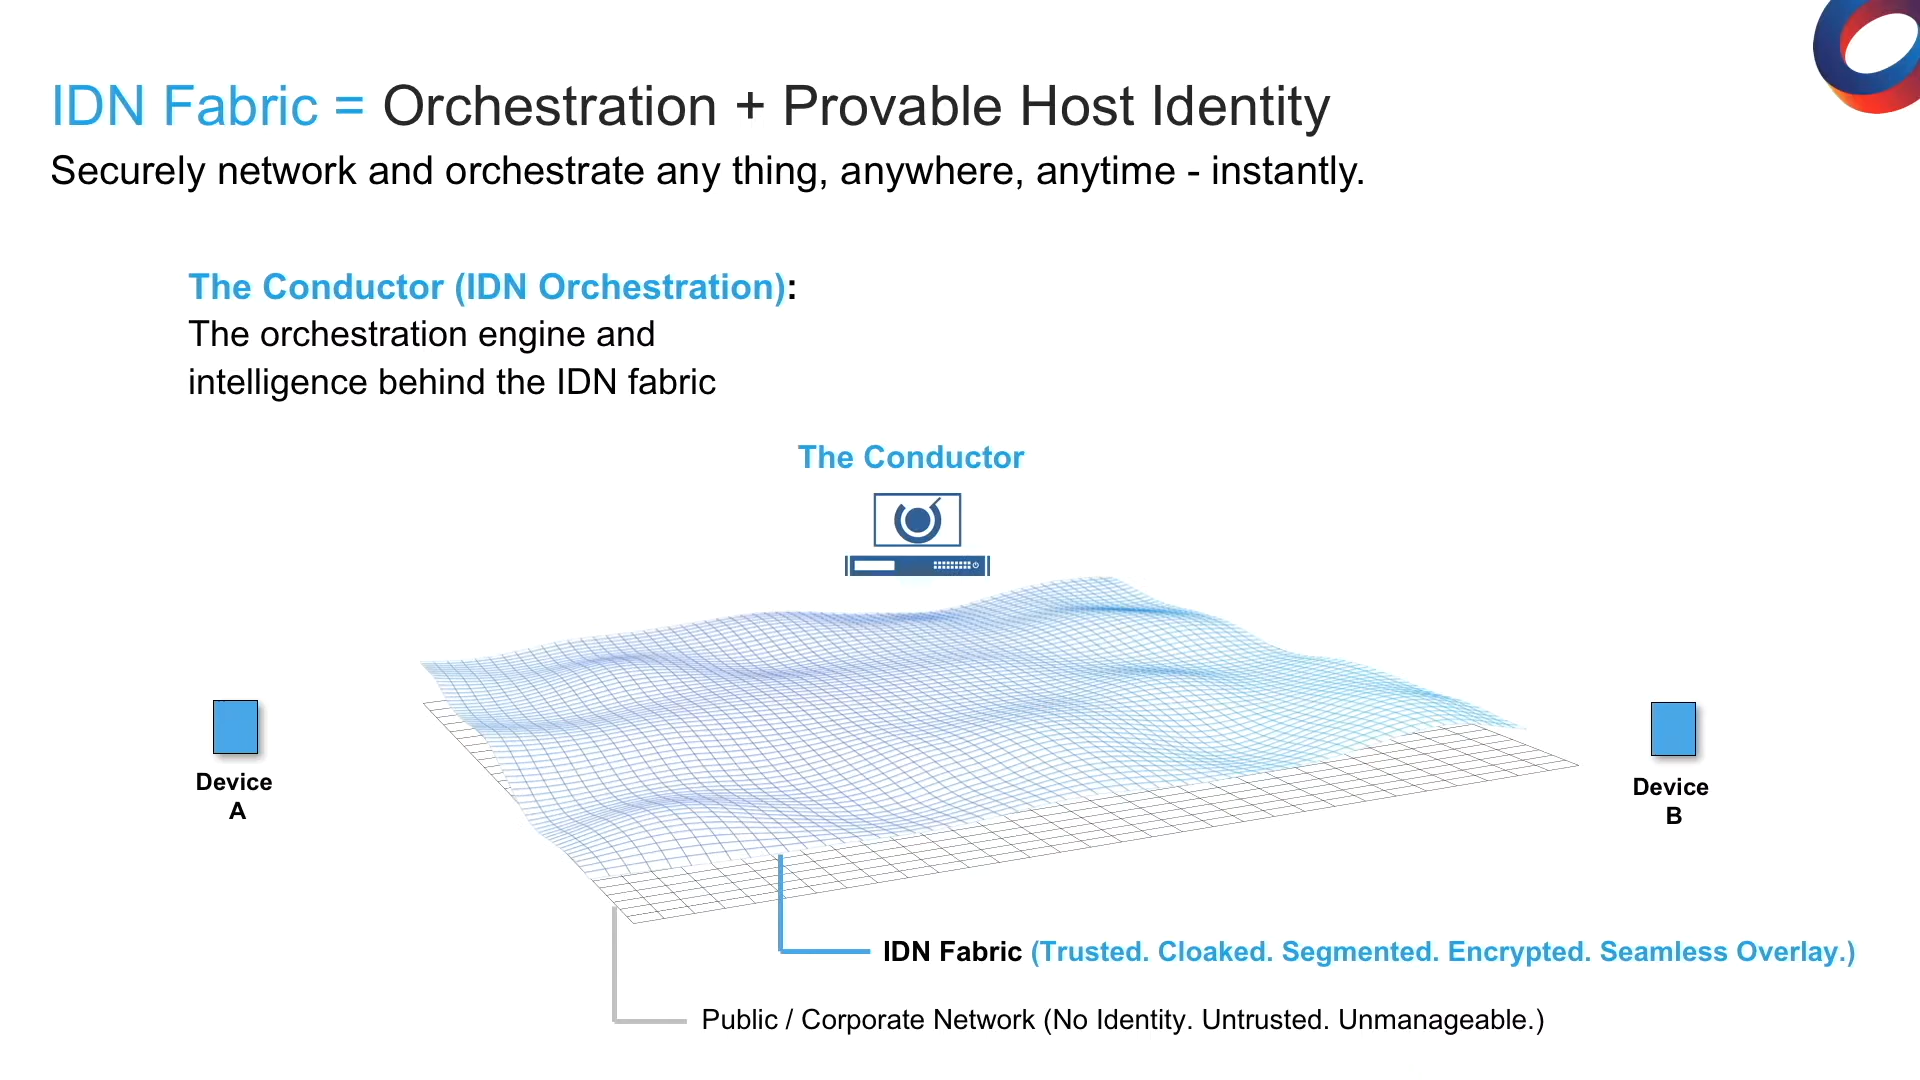 IDN Fabric = Orchestration + Provable Host Identity
Securely network and orchestrate any thing, anywhere, anytime - instantly.
The Conductor (IDN Orchestration):
The orchestration engine and
intelligence behind the IDN fabric
The Conductor
Device
A
Device
B
IDN Fabric (Trusted. Cloaked. Segmented. Encrypted. Seamless Overlay.)
Public / Corporate Network (No Identity. Untrusted. Unmanageable.)